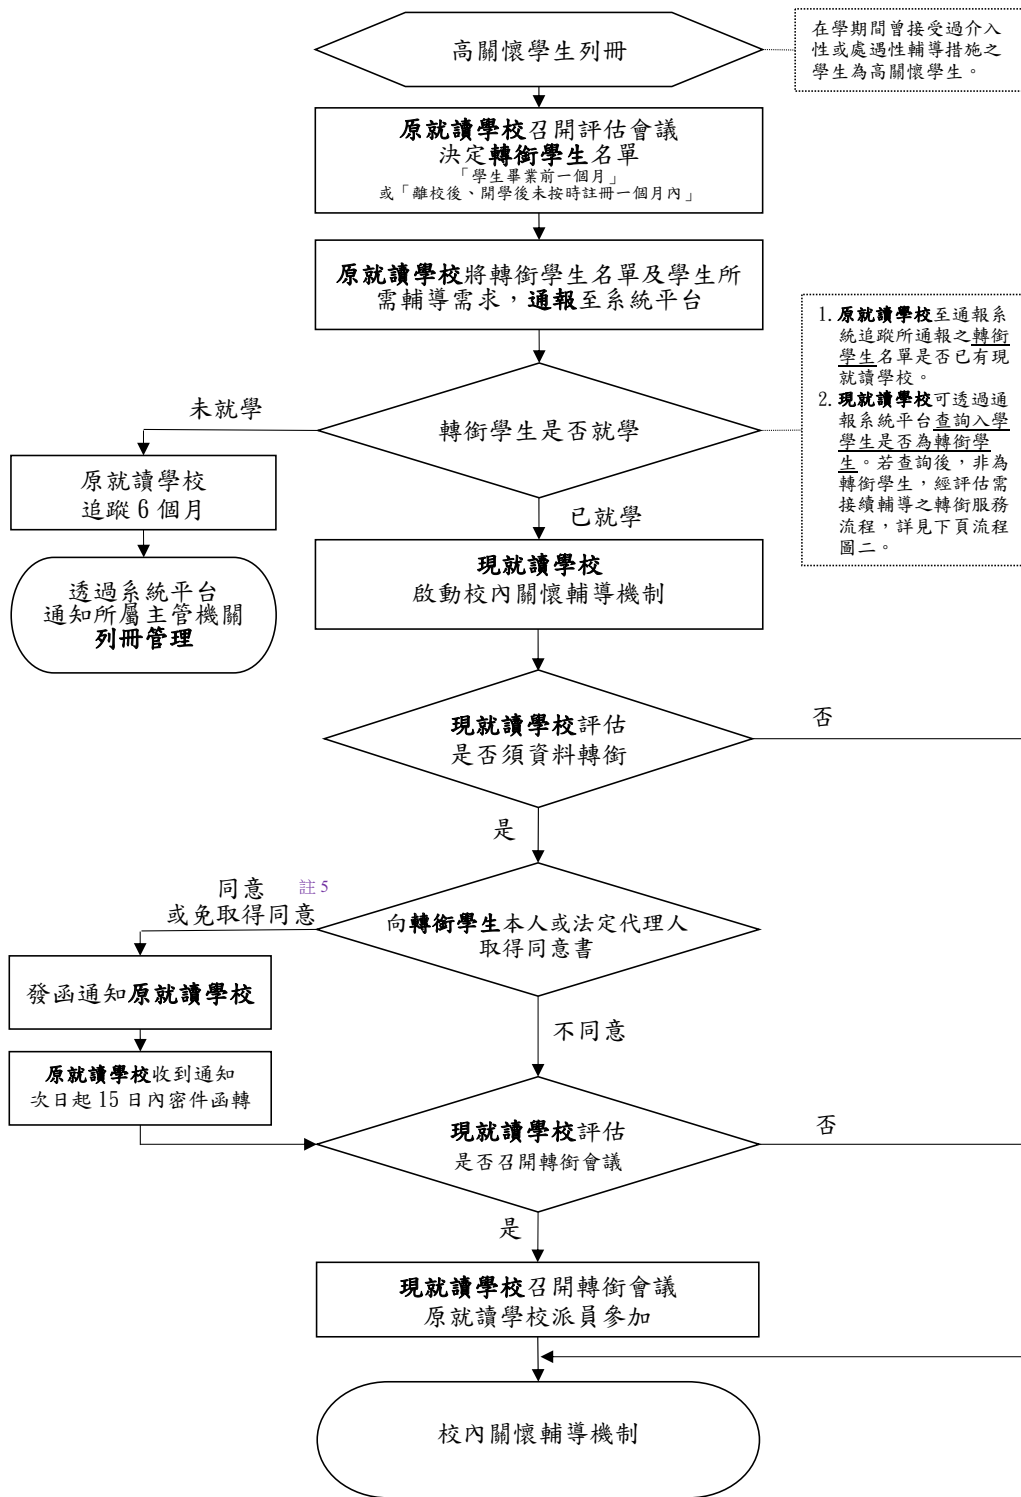 高關懷學生列冊
在學期間曾接受過介入
性或處遇性輔導措施之
學生為高關懷學生。
原就讀學校召開評估會議
決定轉銜學生名單
「學生畢業前一個月」
或「離校後、開學後未按時註冊一個月內」
原就讀學校將轉銜學生名單及學生所
需輔導需求，通報至系統平台
1. 原就讀學校至通報系
統追蹤所通報之轉銜
學生名單是否已有現
就讀學校。
2. 現就讀學校可透過通
報系統平台查詢入學
學生是否為轉銜學
生。若查詢後，非為
轉銜學生，經評估需
接續輔導之轉銜服務
流程，詳見下頁流程
圖二。
轉銜學生是否就學
未就學
原就讀學校
追蹤 6 個月
透過系統平台
通知所屬主管機關
列冊管理
已就學
現就讀學校
啟動校內關懷輔導機制
現就讀學校評估
是否須資料轉銜
否
是
向轉銜學生本人或法定代理人
取得同意書
同意 註 5
或免取得同意
發函通知原就讀學校
原就讀學校收到通知
次日起 15 日內密件函轉
不同意
現就讀學校評估
是否召開轉銜會議
否
是
現就讀學校召開轉銜會議
原就讀學校派員參加
校內關懷輔導機制